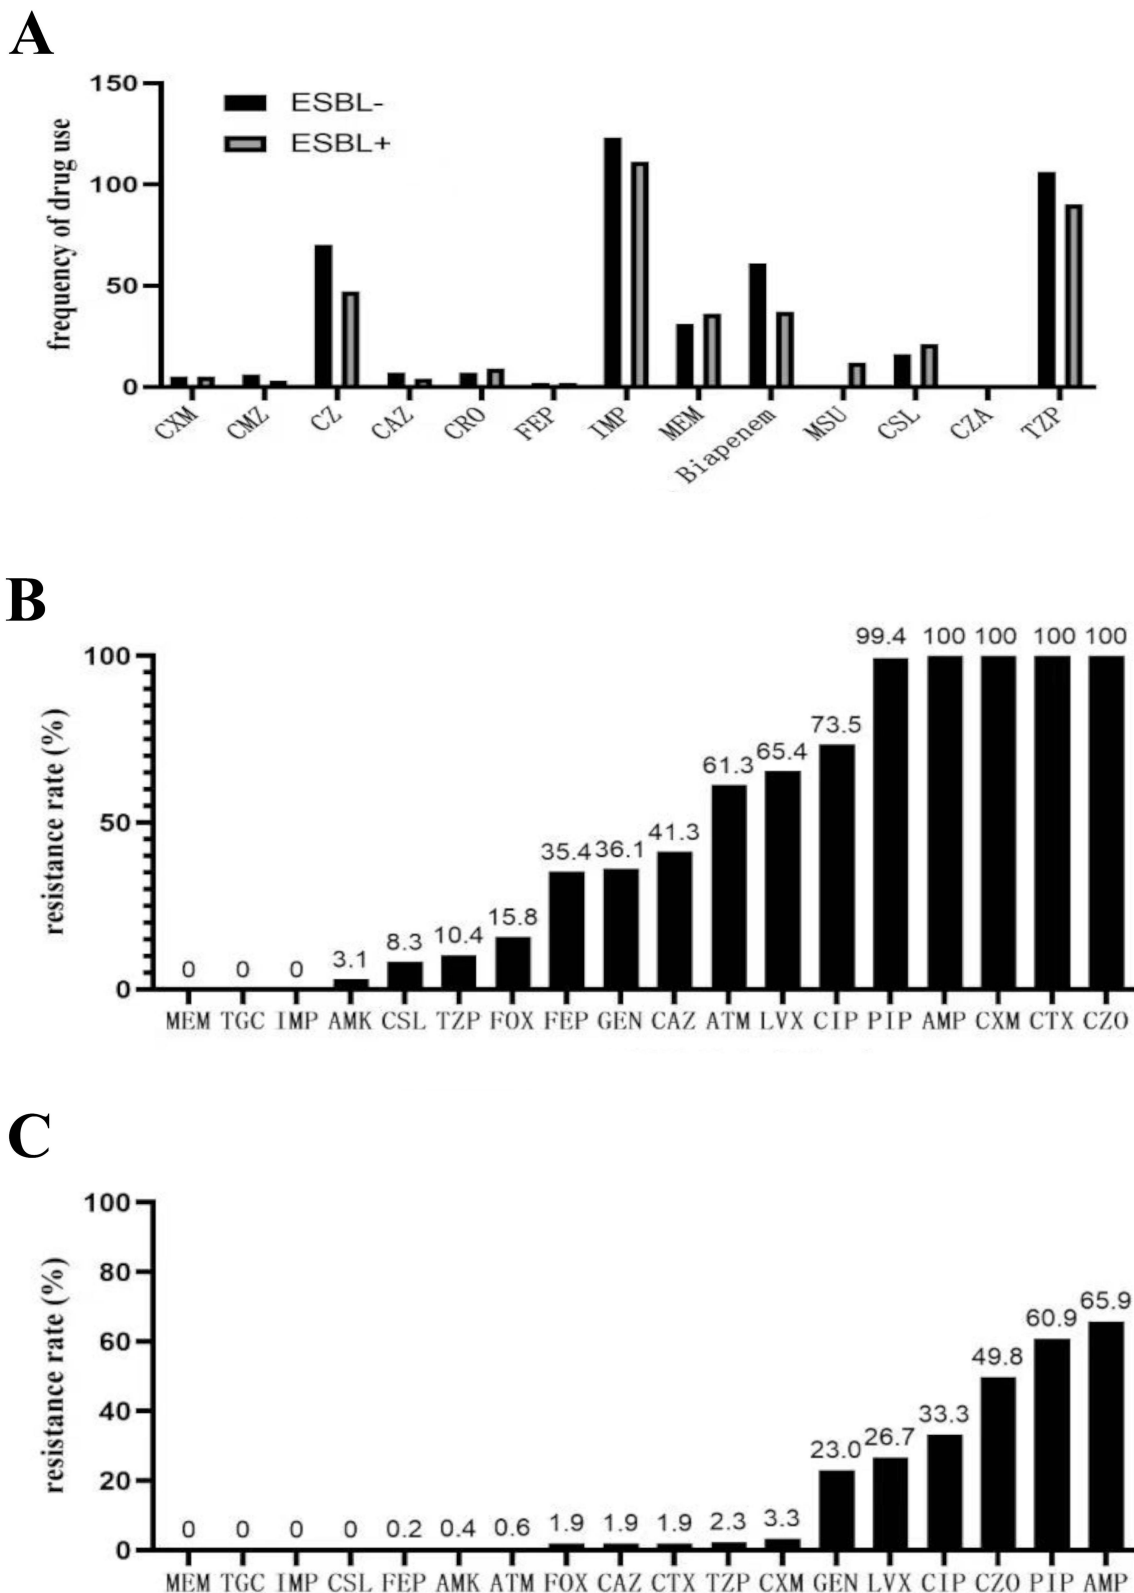 A
150
100
50
0
frequency of drug use
ESBL-
ESBL+
CXM CMZ CZ CAZ CRO FEP IMP MEM Biapenem MSU CSL CZA TZP
B
100
50
0
resistance rate (%)
0 0 0 3.1 8.3 10.4 15.8 35.4 36.1 41.3 61.3 65.4 73.5 99.4 100 100 100 100
MEM TGC IMP AMK CSL TZP FOX FEP GEN CAZ ATM LVX CIP PIP AMP CXM CTX CZO
C
100
80
60
40
20
0
resistance rate (%)
0 0 0 0 0.2 0.4 0.6 1.9 1.9 1.9 2.3 3.3 23.0 26.7 33.3 49.8 60.9 65.9
MEM TGC IMP CSL FEP AMK ATM FOX CAZ CTX TZP CXM GEN LVX CIP CZO PIP AMP